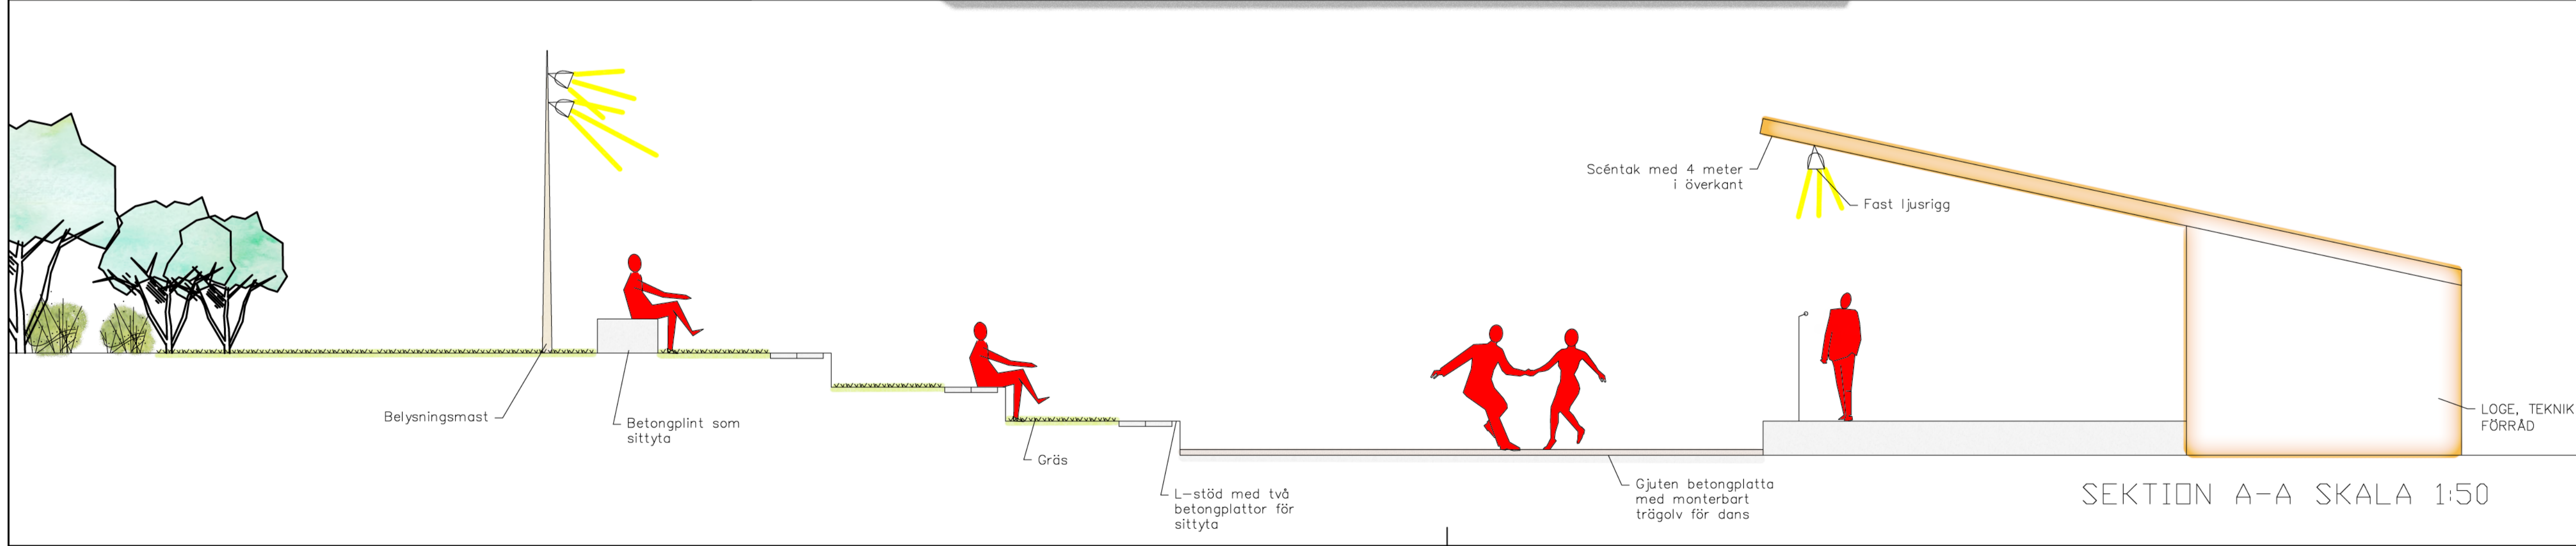 Scéntak med 4 meter
i överkant
Fast ljusrigg
Belysningsmast
Betongplint som
sittyta
Gräs
L-stöd med två
betongplattor för
sittyta
Gjuten betongplatta
med monterbart
trägolv för dans
LOGE, TEKNIK
FÖRRÅD
SEKTION A-A SKALA 1:50